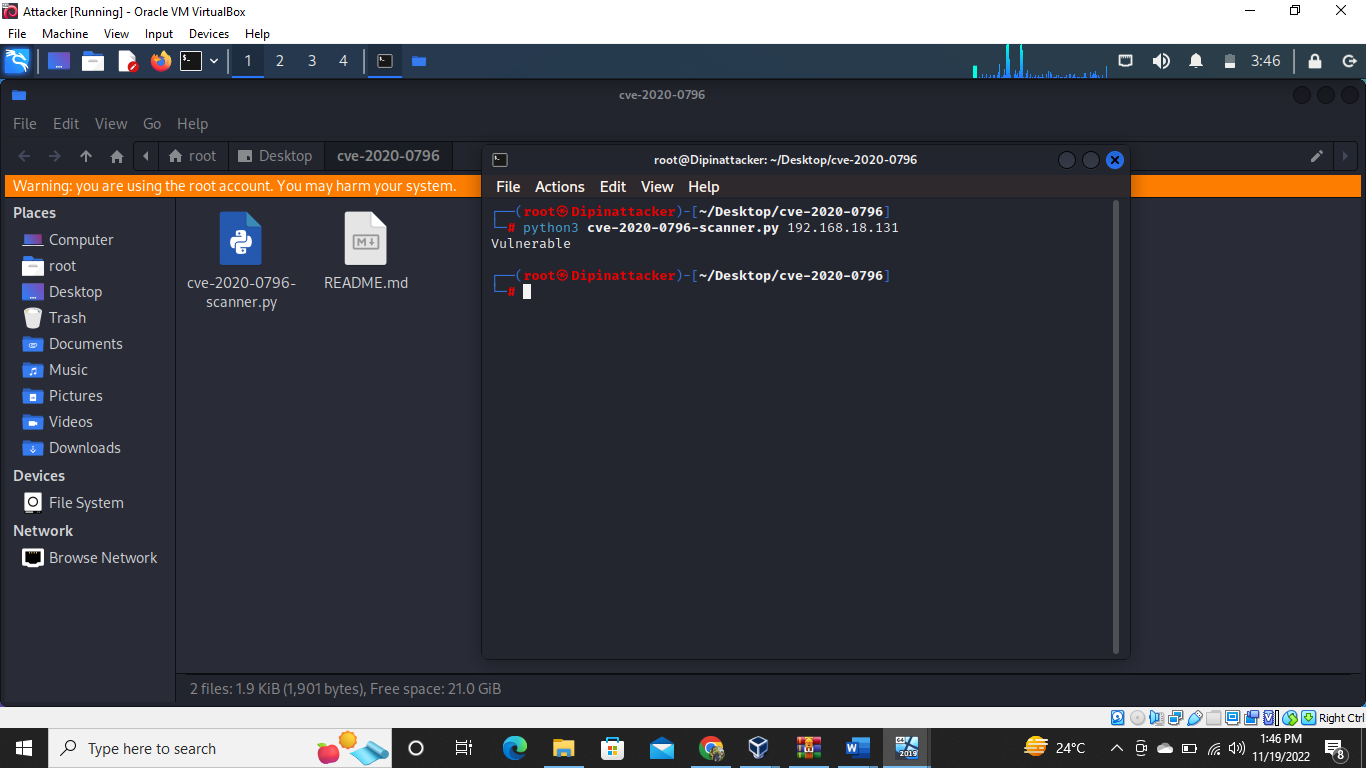 Attacker [Running] - Oracle VM VirtualBox
File Machine View Input Devices Help
1 2 3 4
3:46
cve-2020-0796
File Edit View Go Help
root Desktop cve-2020-0796
Warning: you are using the root account. You may harm your system.
Places
Computer
root
Desktop
Trash
Documents
Music
Pictures
Videos
Downloads
Devices
File System
Network
Browse Network
cve-2020-0796-
scanner.py
README.md
2 files: 1.9 KiB (1,901 bytes), Free space: 21.0 GiB
root@Dipinattacker: ~/Desktop/cve-2020-0796
File Actions Edit View Help
┌──(root㉿Dipinattacker)-[~/Desktop/cve-2020-0796]
└─# python3 cve-2020-0796-scanner.py 192.168.18.131
Vulnerable
┌──(root㉿Dipinattacker)-[~/Desktop/cve-2020-0796]
└─#
Right Ctrl
Type here to search
24°C
1:46 PM
11/19/2022
8